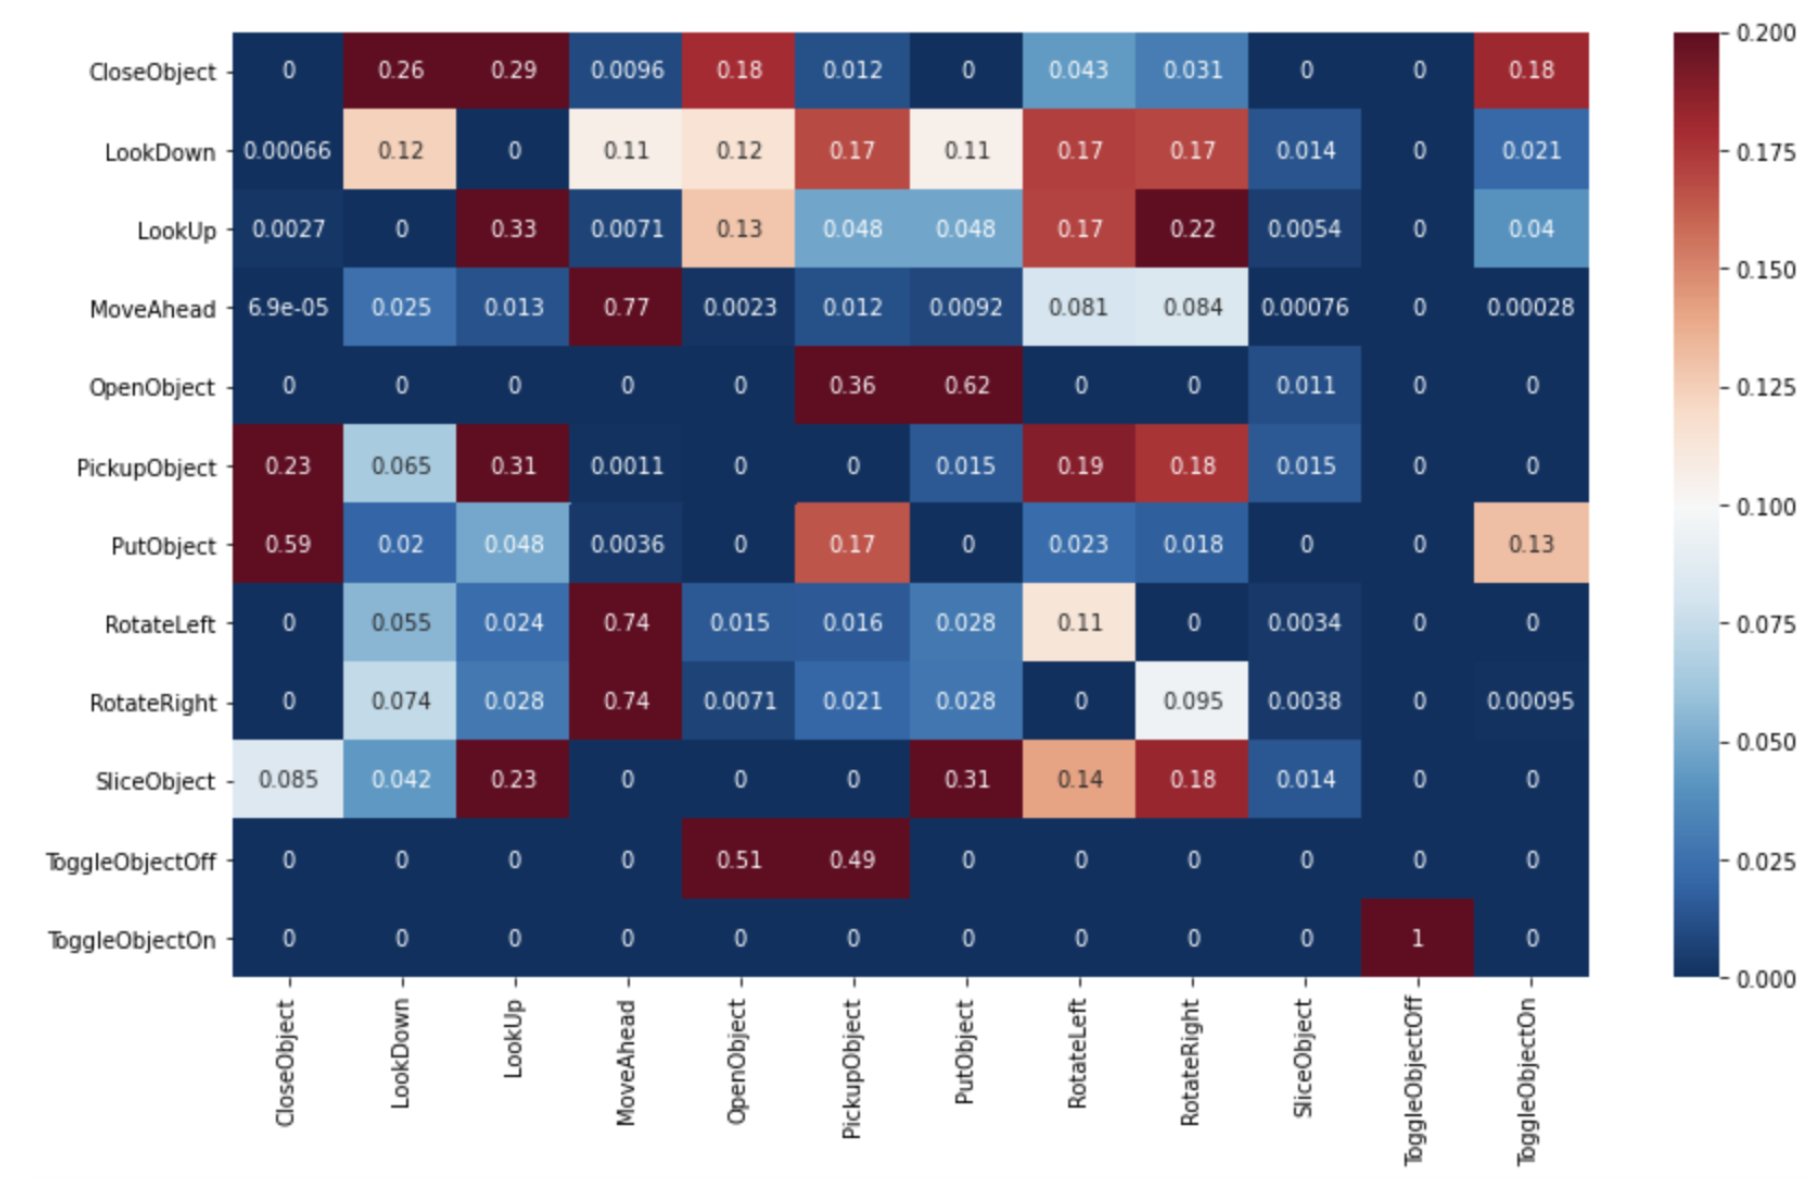 CloseObject 0 0.26 0.29 0.0096 0.18 0.012 0 0.043 0.031 0 0 0.18
LookDown 0.00066 0.12 0 0.11 0.12 0.17 0.11 0.17 0.17 0.014 0 0.021
LookUp 0.0027 0 0.33 0.0071 0.13 0.048 0.048 0.17 0.22 0.0054 0 0.04
MoveAhead 6.9e-05 0.025 0.013 0.77 0.0023 0.012 0.0092 0.081 0.084 0.00076 0 0.00028
OpenObject 0 0 0 0 0 0.36 0.62 0 0 0.011 0 0
PickupObject 0.23 0.065 0.31 0.0011 0 0 0.015 0.19 0.18 0.015 0 0
PutObject 0.59 0.02 0.048 0.0036 0 0.17 0 0.023 0.018 0 0 0.13
RotateLeft 0 0.055 0.024 0.74 0.015 0.016 0.028 0.11 0 0.0034 0 0
RotateRight 0 0.074 0.028 0.74 0.0071 0.021 0.028 0 0.095 0.0038 0 0.00095
SliceObject 0.085 0.042 0.23 0 0 0 0.31 0.14 0.18 0.014 0 0
ToggleObjectOff 0 0 0 0 0.51 0.49 0 0 0 0 0 0
ToggleObjectOn 0 0 0 0 0 0 0 0 0 0 1 0
CloseObject
LookDown
LookUp
MoveAhead
OpenObject
PickupObject
PutObject
RotateLeft
RotateRight
SliceObject
ToggleObjectOff
ToggleObjectOn
0.200
0.175
0.150
0.125
0.100
0.075
0.050
0.025
0.000